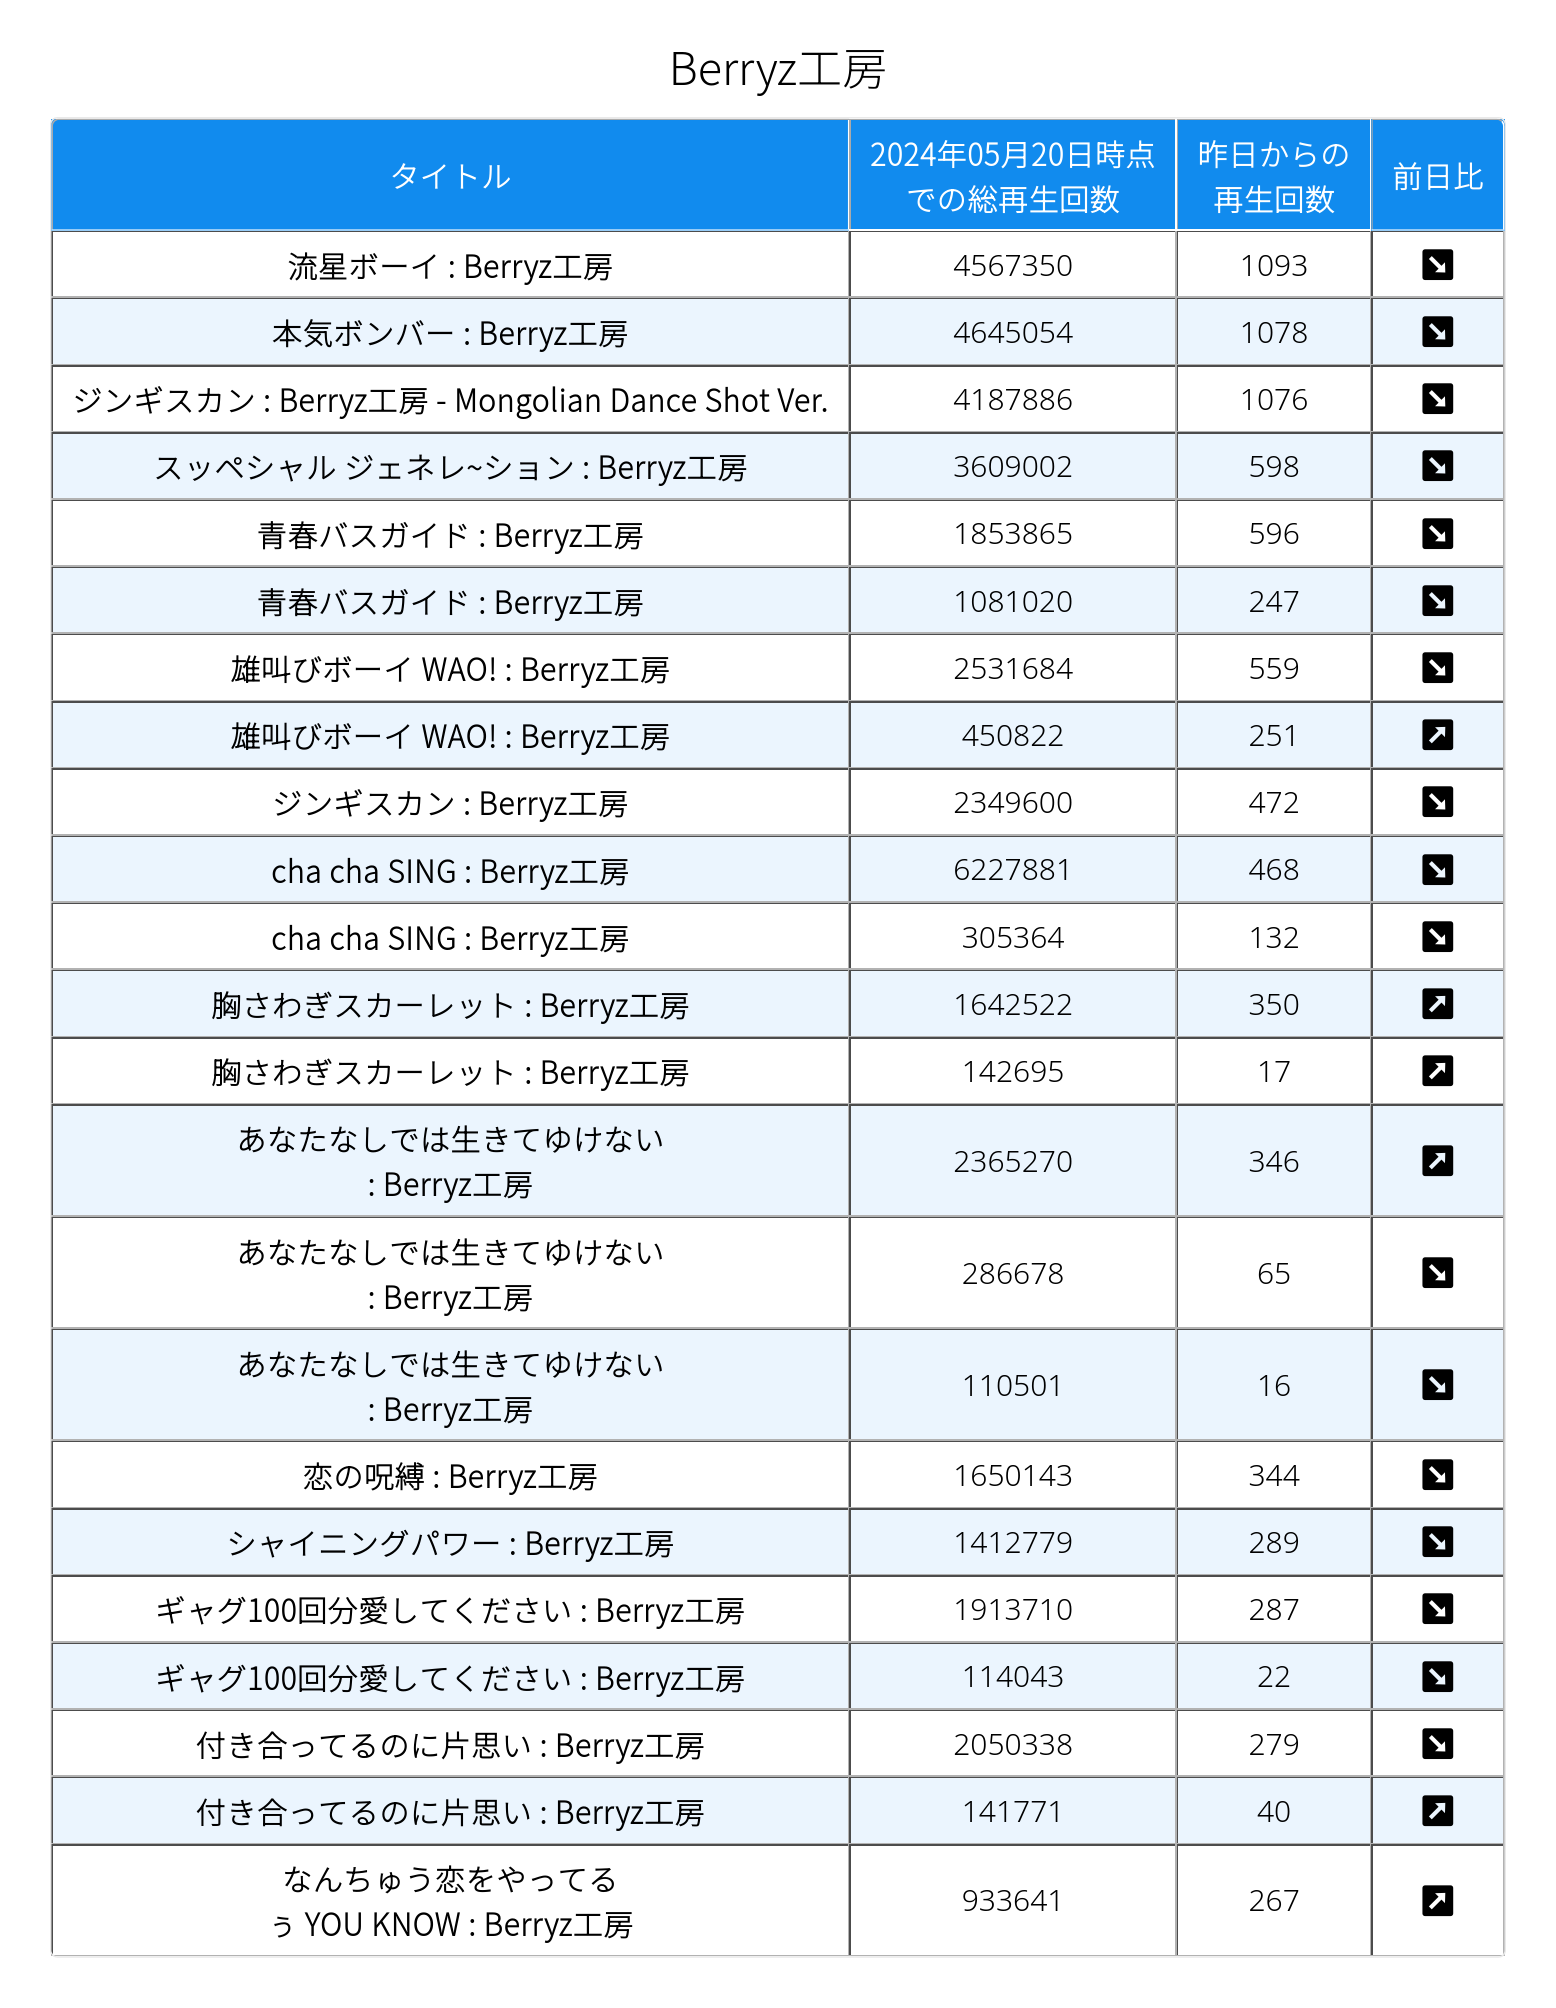 Berryz工房
タイトル
2024年05月20日時点
での総再生回数
昨日からの
再生回数
前日比
流星ボーイ : Berryz工房 4567350 1093 ↘
本気ボンバー : Berryz工房 4645054 1078 ↘
ジンギスカン : Berryz工房 - Mongolian Dance Shot Ver. 4187886 1076 ↘
スッペシャル ジェネレ~ション : Berryz工房 3609002 598 ↘
青春バスガイド : Berryz工房 1853865 596 ↘
青春バスガイド : Berryz工房 1081020 247 ↘
雄叫びボーイ WAO! : Berryz工房 2531684 559 ↘
雄叫びボーイ WAO! : Berryz工房 450822 251 ↗
ジンギスカン : Berryz工房 2349600 472 ↘
cha cha SING : Berryz工房 6227881 468 ↘
cha cha SING : Berryz工房 305364 132 ↘
胸さわぎスカーレット : Berryz工房 1642522 350 ↗
胸さわぎスカーレット : Berryz工房 142695 17 ↗
あなたなしでは生きてゆけない
: Berryz工房 2365270 346 ↗
あなたなしでは生きてゆけない
: Berryz工房 286678 65 ↘
あなたなしでは生きてゆけない
: Berryz工房 110501 16 ↘
恋の呪縛 : Berryz工房 1650143 344 ↘
シャイニングパワー : Berryz工房 1412779 289 ↘
ギャグ100回分愛してください : Berryz工房 1913710 287 ↘
ギャグ100回分愛してください : Berryz工房 114043 22 ↘
付き合ってるのに片思い : Berryz工房 2050338 279 ↘
付き合ってるのに片思い : Berryz工房 141771 40 ↗
なんちゅう恋をやってる
ぅ YOU KNOW : Berryz工房 933641 267 ↗